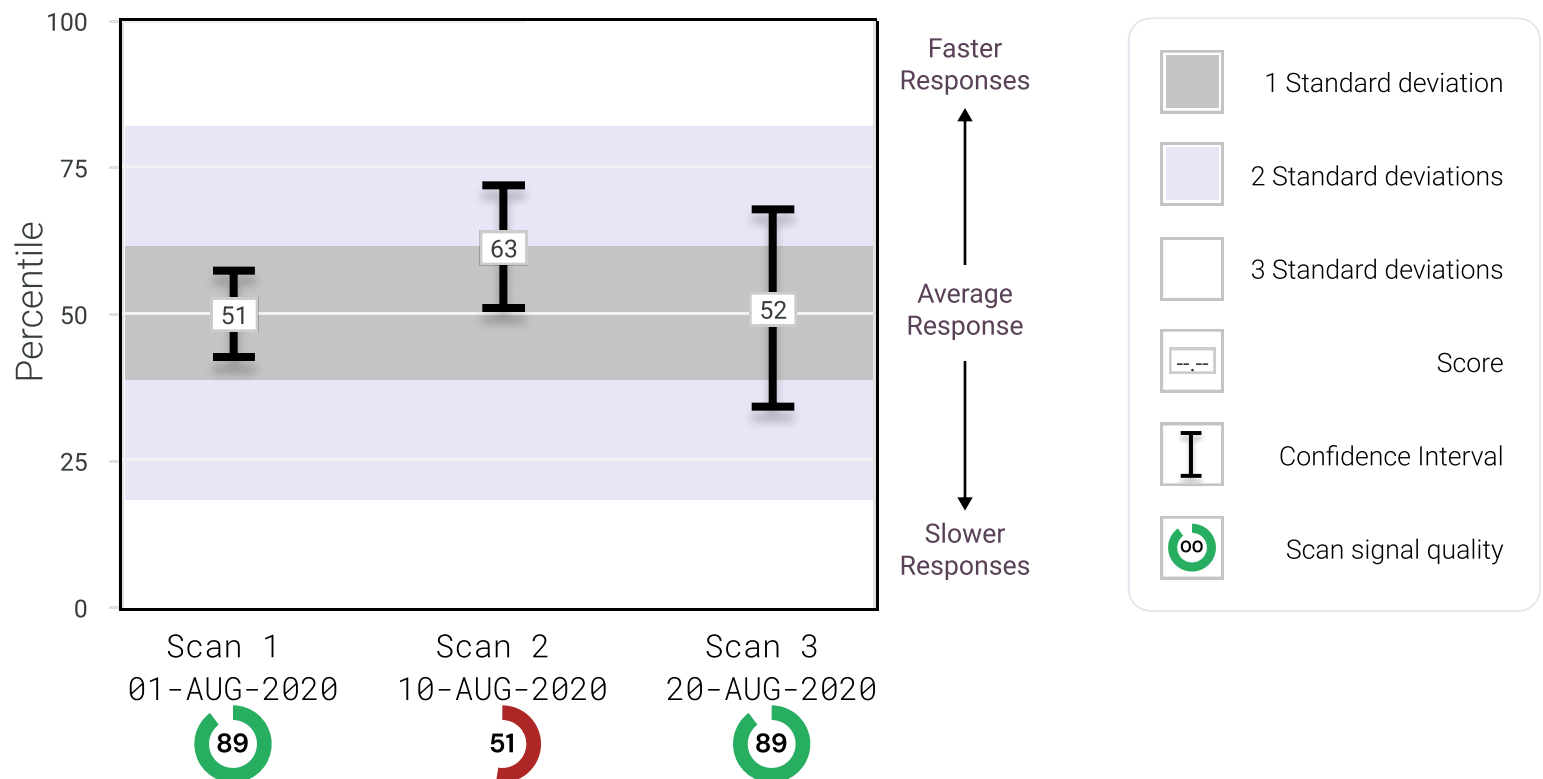 100
75
50
25
0
Percentile
51
63
52
Scan 1
01-AUG-2020
89
Scan 2
10-AUG-2020
51
Scan 3
20-AUG-2020
89
Faster
Responses
Average
Response
Slower
Responses
1 Standard deviation
2 Standard deviations
3 Standard deviations
--.--
Score
Confidence Interval
00
Scan signal quality